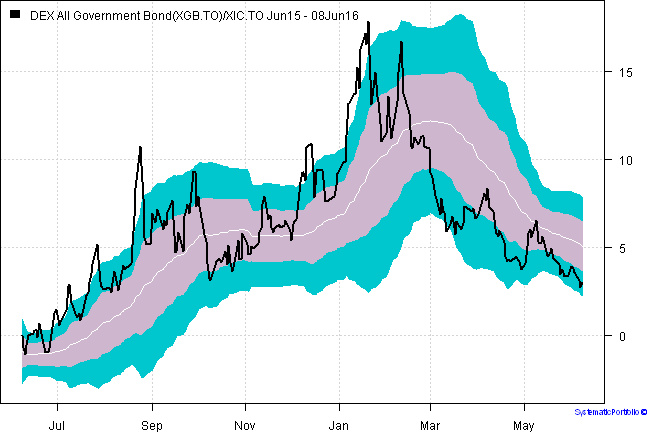 DEX All Government Bond(XGB.TO)/XIC.TO Jun15 - 08Jun16
15
10
5
0
Jul Sep Nov Jan Mar May
SystematicPortfolio ©